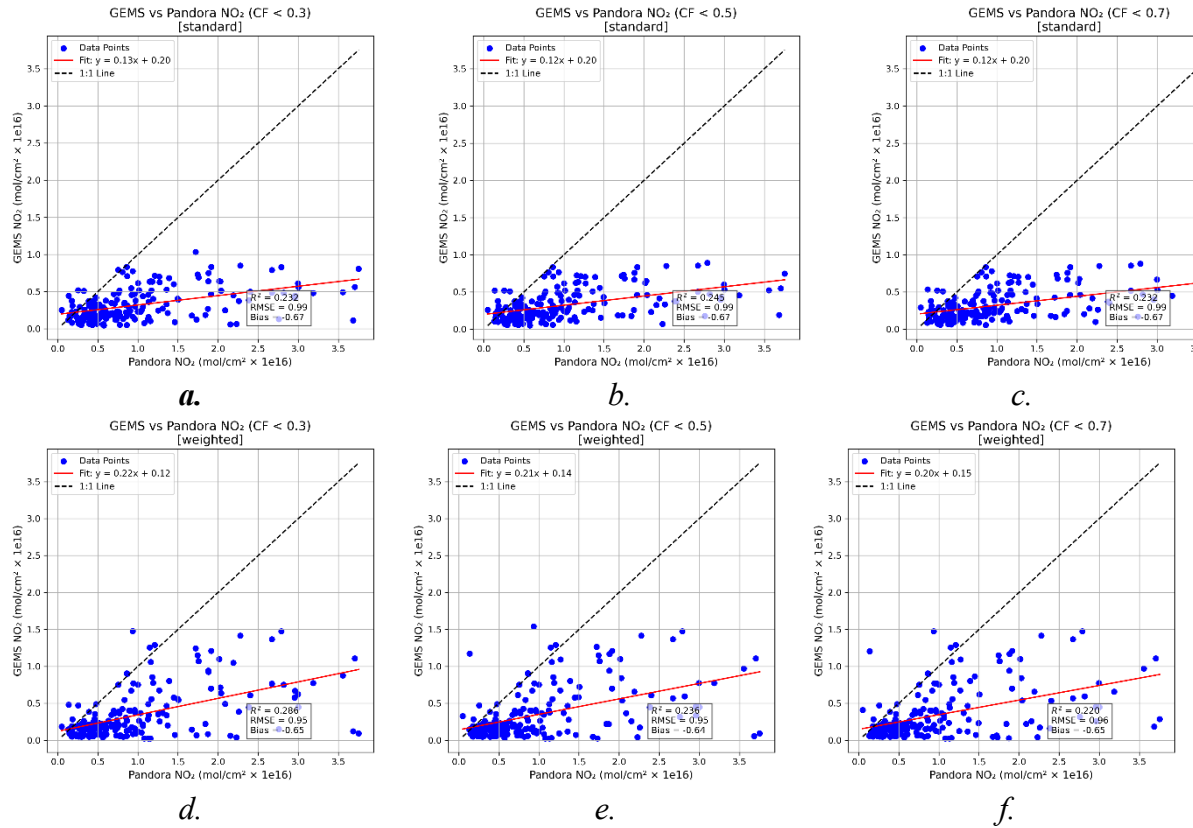 GEMS vs Pandora NO₂ (CF < 0.3)
[standard]
Data Points
Fit: y = 0.13x + 0.20
1:1 Line
GEMS NO₂ (mol/cm² × 1e16)
3.5
3.0
2.5
2.0
1.5
1.0
0.5
0.0
R² = 0.232
RMSE = 0.99
Bias = -0.67
0.0 0.5 1.0 1.5 2.0 2.5 3.0 3.5
Pandora NO₂ (mol/cm² × 1e16)
a.
GEMS vs Pandora NO₂ (CF < 0.5)
[standard]
Data Points
Fit: y = 0.12x + 0.20
1:1 Line
GEMS NO₂ (mol/cm² × 1e16)
3.5
3.0
2.5
2.0
1.5
1.0
0.5
0.0
R² = 0.245
RMSE = 0.99
Bias = -0.67
0.0 0.5 1.0 1.5 2.0 2.5 3.0 3.5
Pandora NO₂ (mol/cm² × 1e16)
b.
GEMS vs Pandora NO₂ (CF < 0.7)
[standard]
Data Points
Fit: y = 0.12x + 0.20
1:1 Line
GEMS NO₂ (mol/cm² × 1e16)
3.5
3.0
2.5
2.0
1.5
1.0
0.5
0.0
R² = 0.232
RMSE = 0.99
Bias = -0.67
0.0 0.5 1.0 1.5 2.0 2.5 3.0 3.5
Pandora NO₂ (mol/cm² × 1e16)
c.
GEMS vs Pandora NO₂ (CF < 0.3)
[weighted]
Data Points
Fit: y = 0.22x + 0.12
1:1 Line
GEMS NO₂ (mol/cm² × 1e16)
3.5
3.0
2.5
2.0
1.5
1.0
0.5
0.0
R² = 0.286
RMSE = 0.95
Bias = -0.65
0.0 0.5 1.0 1.5 2.0 2.5 3.0 3.5
Pandora NO₂ (mol/cm² × 1e16)
d.
GEMS vs Pandora NO₂ (CF < 0.5)
[weighted]
Data Points
Fit: y = 0.21x + 0.14
1:1 Line
GEMS NO₂ (mol/cm² × 1e16)
3.5
3.0
2.5
2.0
1.5
1.0
0.5
0.0
R² = 0.236
RMSE = 0.95
Bias = -0.64
0.0 0.5 1.0 1.5 2.0 2.5 3.0 3.5
Pandora NO₂ (mol/cm² × 1e16)
e.
GEMS vs Pandora NO₂ (CF < 0.7)
[weighted]
Data Points
Fit: y = 0.20x + 0.15
1:1 Line
GEMS NO₂ (mol/cm² × 1e16)
3.5
3.0
2.5
2.0
1.5
1.0
0.5
0.0
R² = 0.220
RMSE = 0.96
Bias = -0.65
0.0 0.5 1.0 1.5 2.0 2.5 3.0 3.5
Pandora NO₂ (mol/cm² × 1e16)
f.